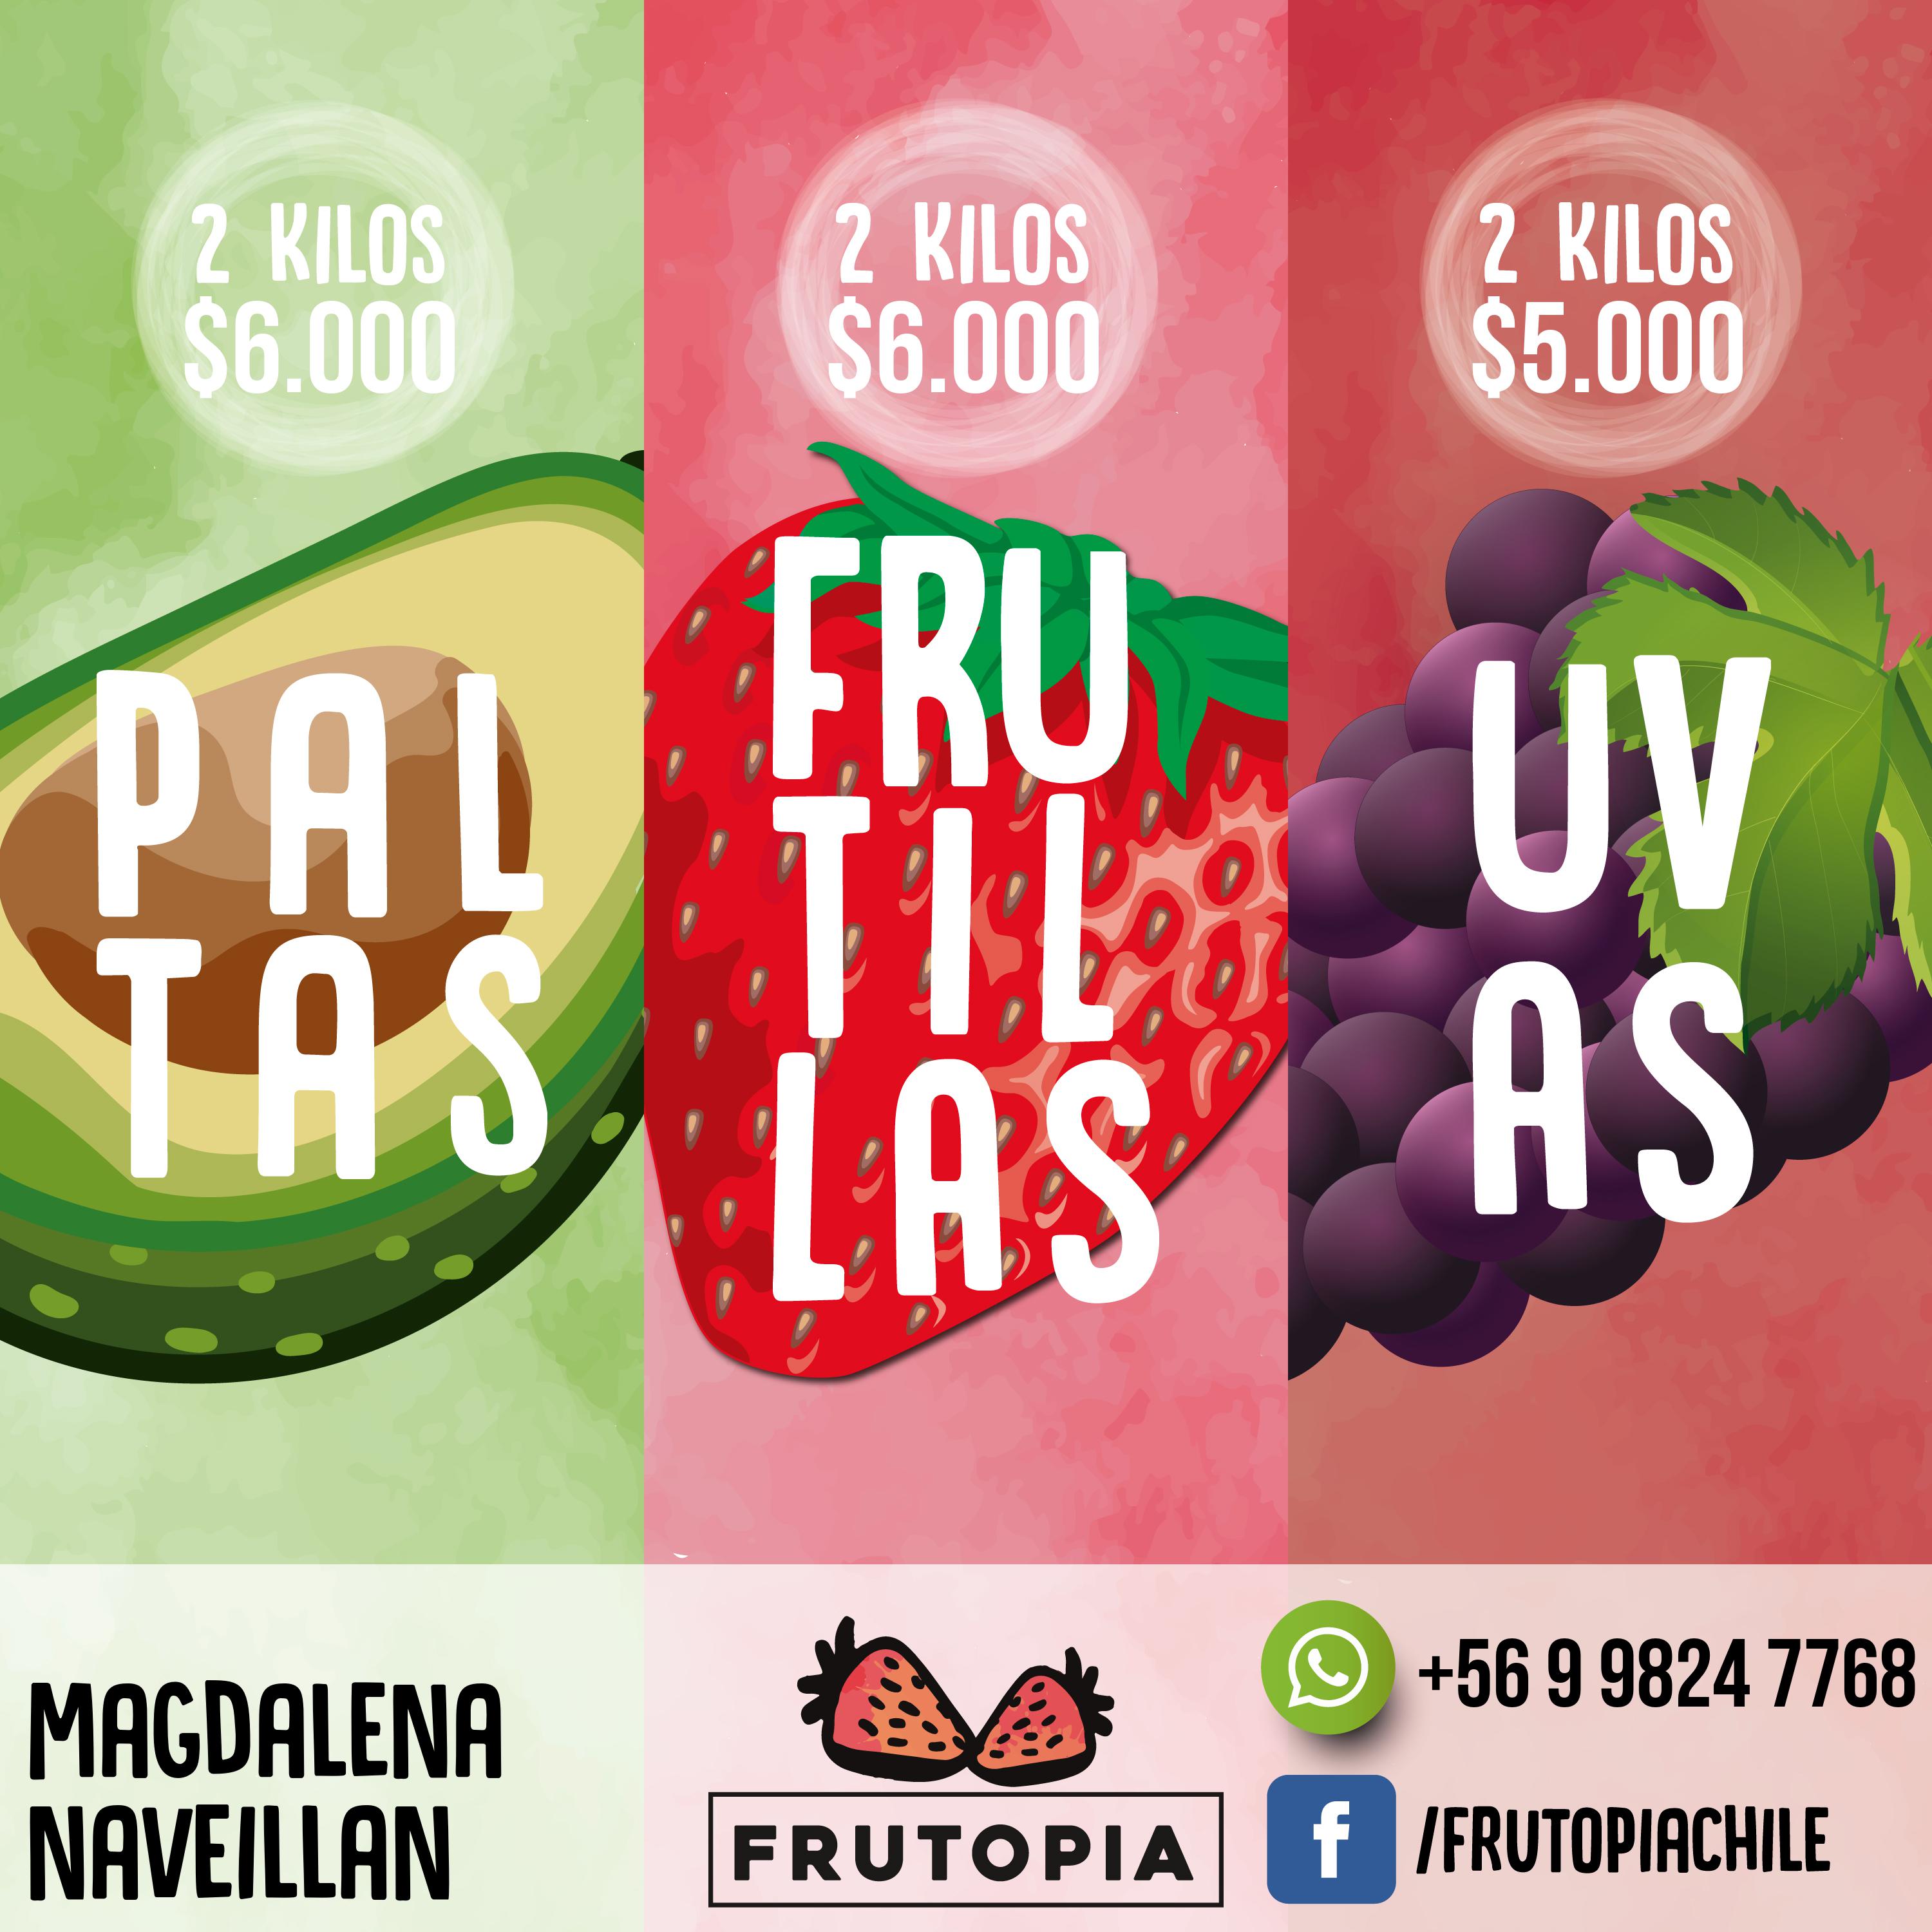 2 KILOS
$6.000
PAL
TAS
2 KILOS
$6.000
FRU
TIL
LAS
2 KILOS
$5.000
UV
AS
MAGDALENA
NAVEILLAN
FRUTOPIA
+56 9 9824 7768
f
/FRUTOPIACHILE